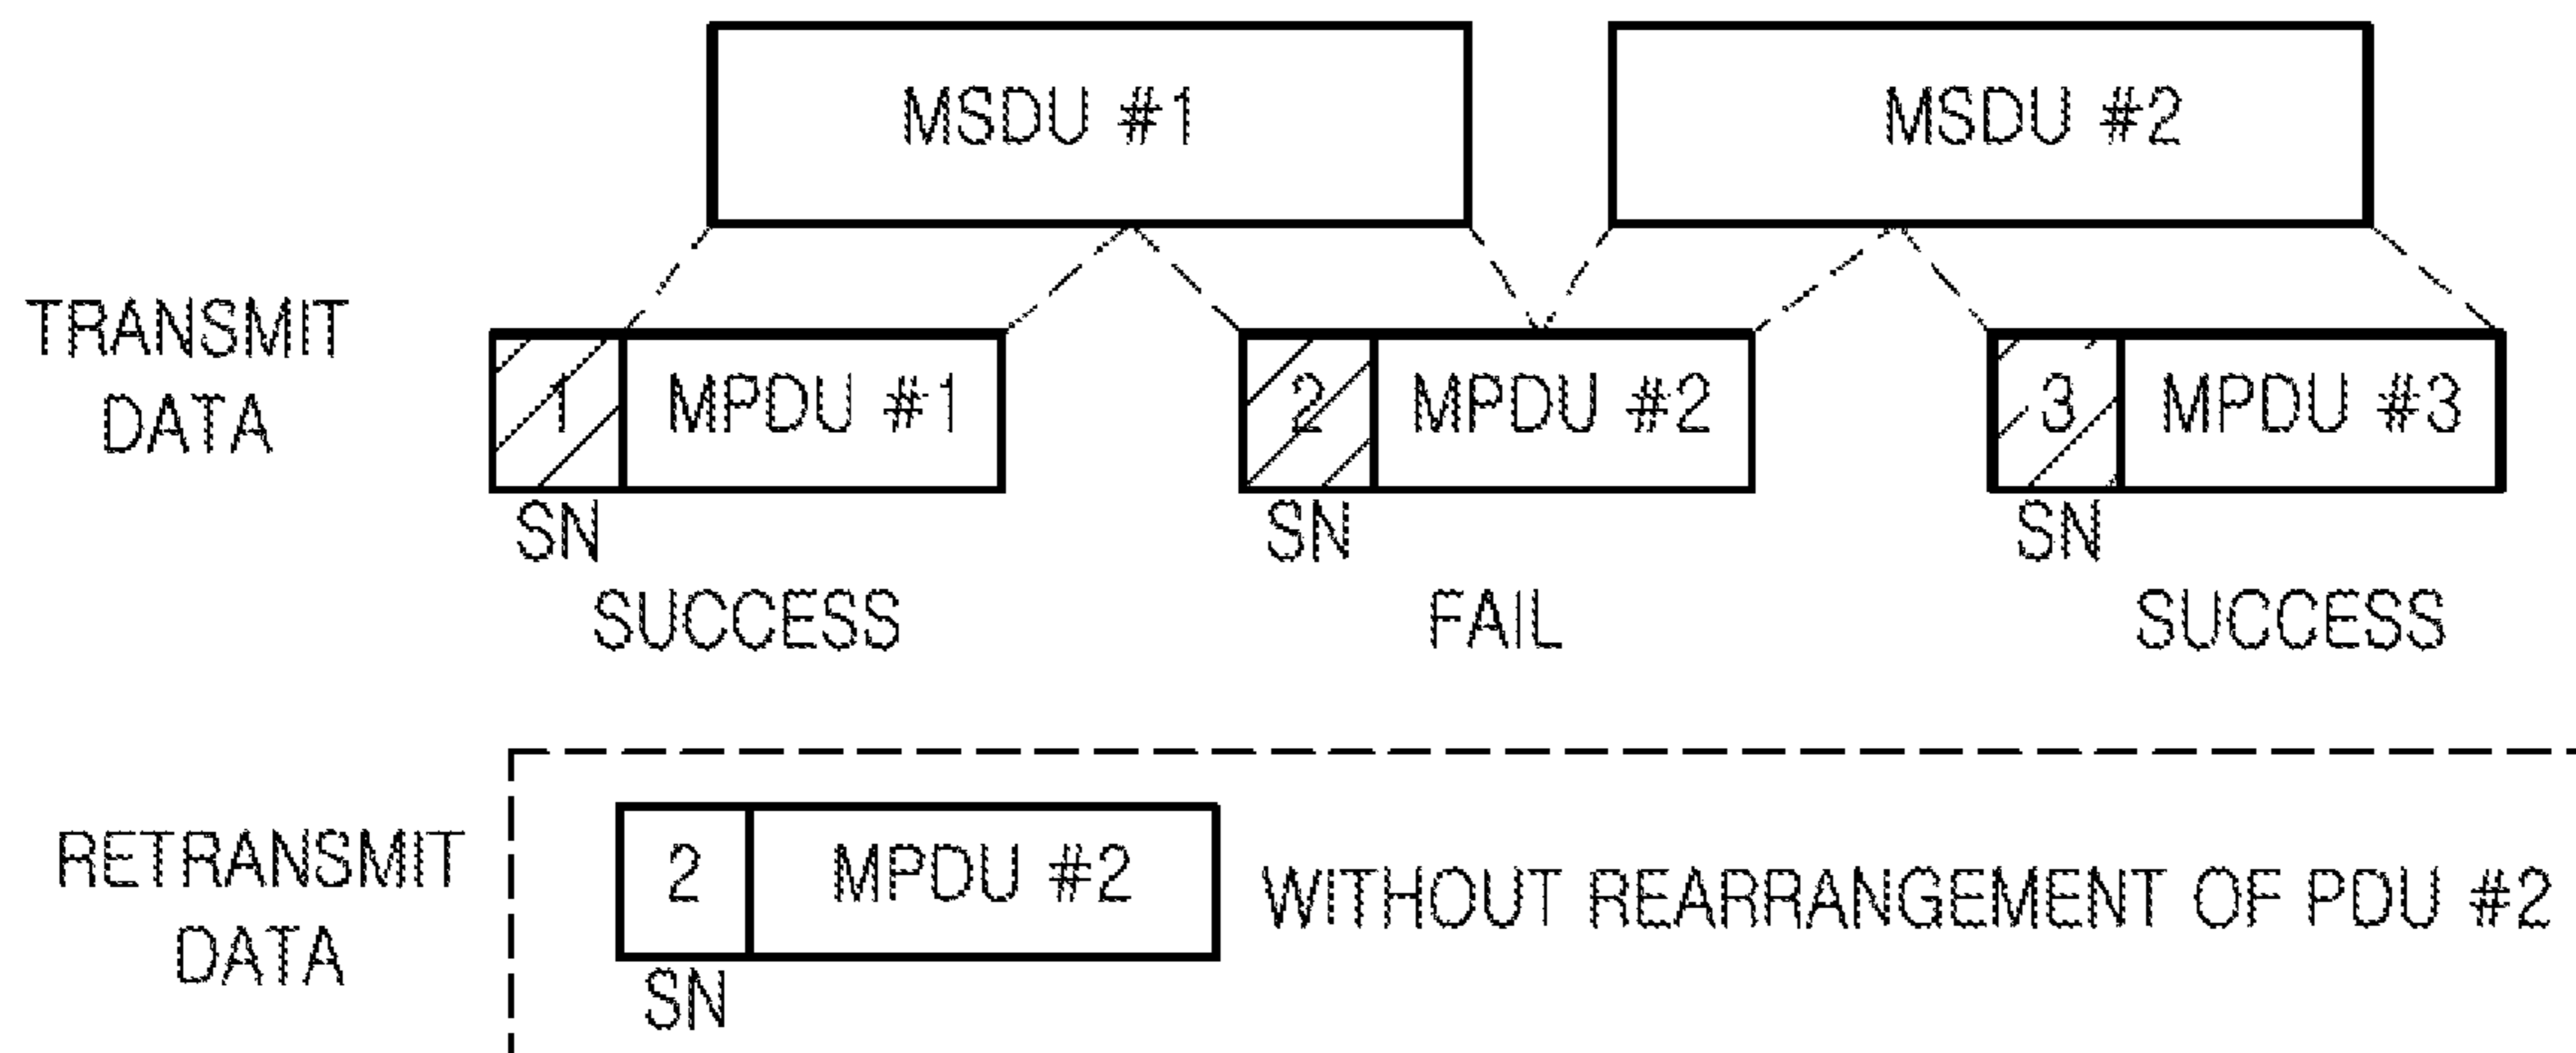 MSDU #1
MSDU #2
TRANSMIT
DATA
1
MPDU #1
2
MPDU #2
3
MPDU #3
SN
SN
SN
SUCCESS
FAIL
SUCCESS
RETRANSMIT
DATA
2
MPDU #2
WITHOUT REARRANGEMENT OF PDU #2
SN